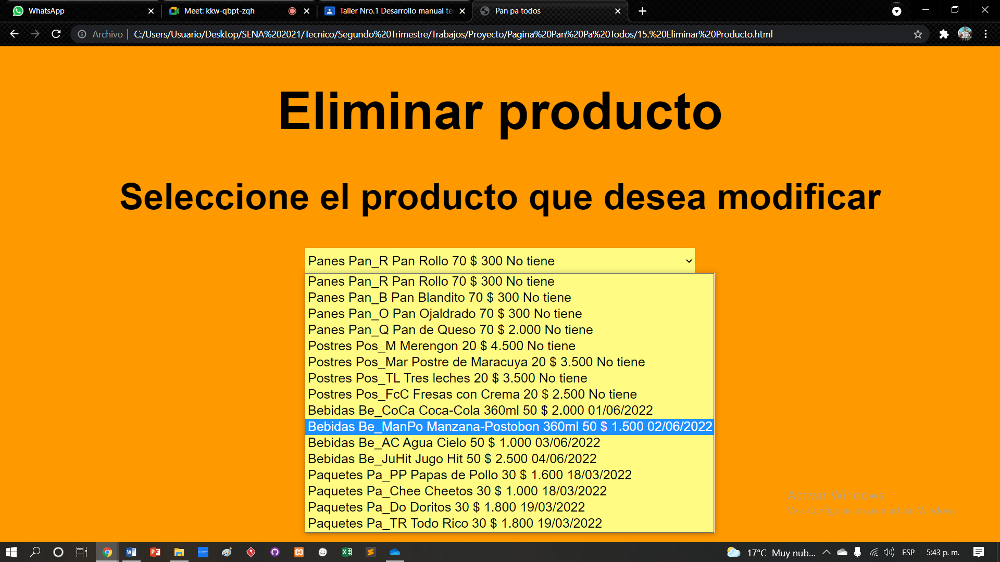 WhatsApp
Meet: kkw-qbpt-zqh
Taller Nro.1 Desarrollo manual te
Pan pa todos
Archivo
C:/Users/Usuario/Desktop/SENA%202021/Tecnico/Segundo%20Trimestre/Trabajos/Proyecto/Pagina%20Pan%20Pa%20Todos/15.%20Eliminar%20Producto.html
Eliminar producto
Seleccione el producto que desea modificar
Panes Pan_R Pan Rollo 70 $ 300 No tiene
Panes Pan_R Pan Rollo 70 $ 300 No tiene
Panes Pan_B Pan Blandito 70 $ 300 No tiene
Panes Pan_O Pan Ojaldrado 70 $ 300 No tiene
Panes Pan_Q Pan de Queso 70 $ 2.000 No tiene
Postres Pos_M Merengon 20 $ 4.500 No tiene
Postres Pos_Mar Postre de Maracuya 20 $ 3.500 No tiene
Postres Pos_TL Tres leches 20 $ 3.500 No tiene
Postres Pos_FcC Fresas con Crema 20 $ 2.500 No tiene
Bebidas Be_CoCa Coca-Cola 360ml 50 $ 2.000 01/06/2022
Bebidas Be_ManPo Manzana-Postobon 360ml 50 $ 1.500 02/06/2022
Bebidas Be_AC Agua Cielo 50 $ 1.000 03/06/2022
Bebidas Be_JuHit Jugo Hit 50 $ 2.500 04/06/2022
Paquetes Pa_PP Papas de Pollo 30 $ 1.600 18/03/2022
Paquetes Pa_Chee Cheetos 30 $ 1.000 18/03/2022
Paquetes Pa_Do Doritos 30 $ 1.800 19/03/2022
Paquetes Pa_TR Todo Rico 30 $ 1.800 19/03/2022
Activar Windows
Ve a Configuración para activar Windows.
17°C Muy nub...
ESP
5:43 p. m.